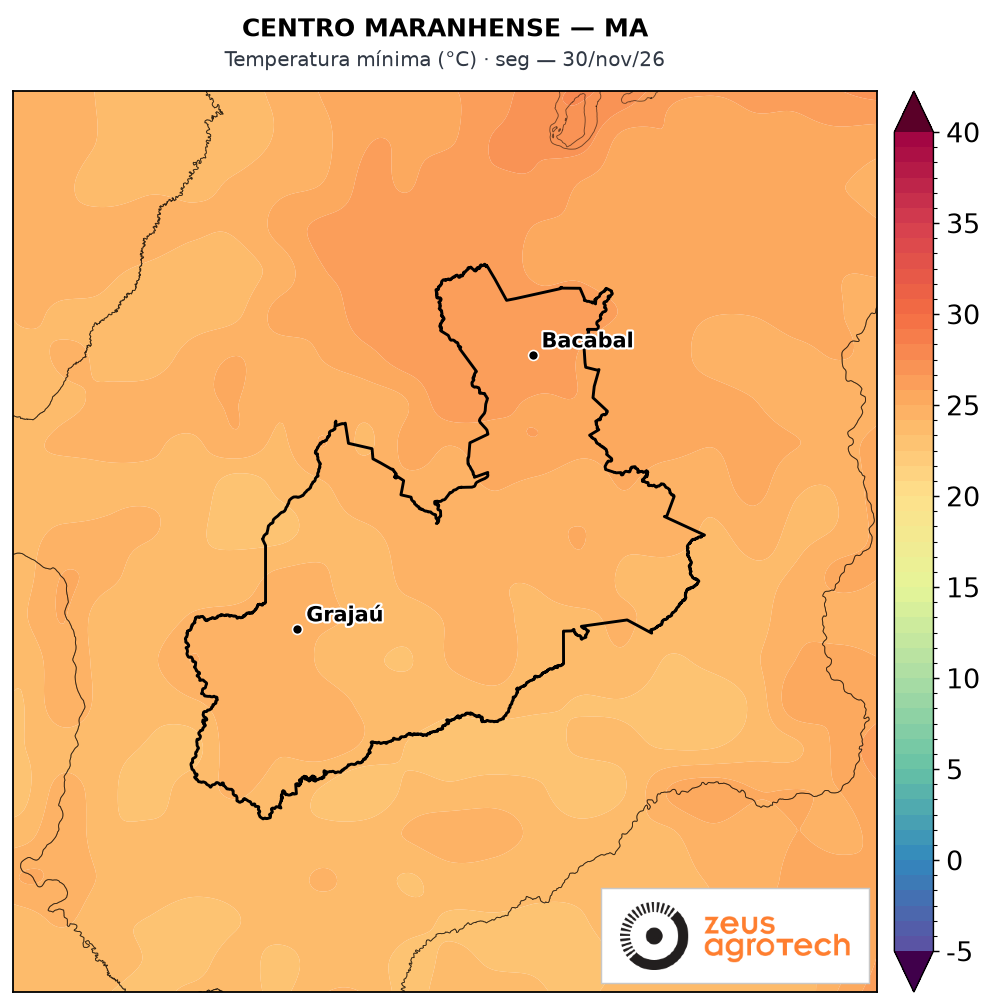 CENTRO MARANHENSE — MA
Temperatura mínima (°C) · seg — 30/nov/26
40
35
30
25
20
15
10
5
0
-5
Bacabal
Grajaú
zeus
agrotech